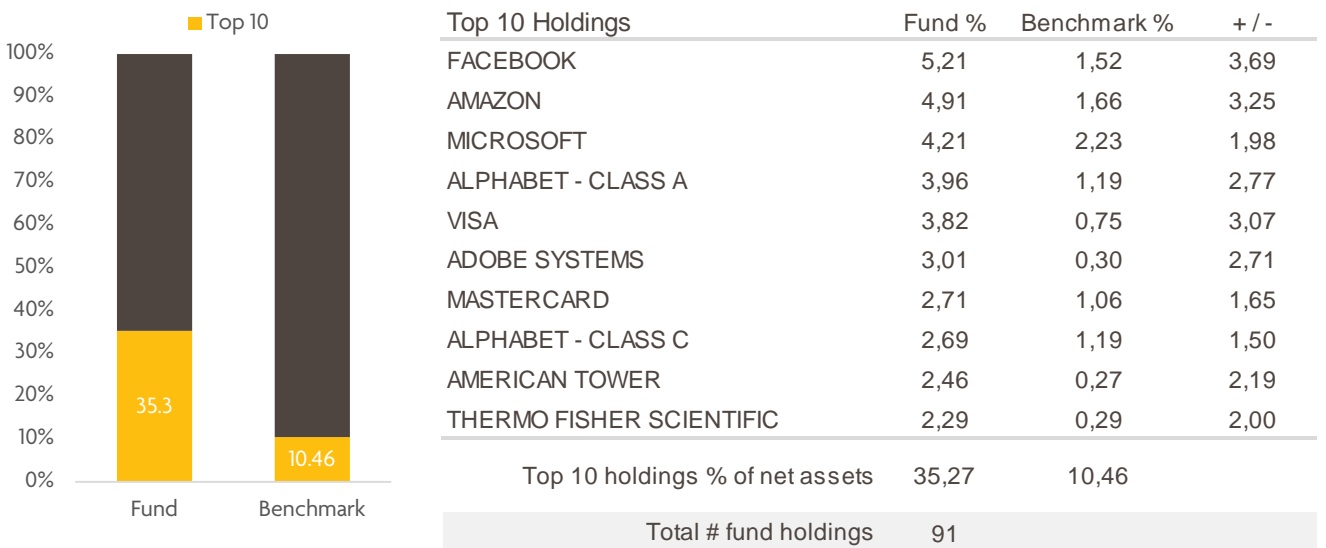 Top 10
100%
90%
80%
70%
60%
50%
40%
30%
20%
10%
0%
35.3
10.46
Fund Benchmark
Top 10 Holdings Fund % Benchmark % + / -
FACEBOOK 5,21 1,52 3,69
AMAZON 4,91 1,66 3,25
MICROSOFT 4,21 2,23 1,98
ALPHABET - CLASS A 3,96 1,19 2,77
VISA 3,82 0,75 3,07
ADOBE SYSTEMS 3,01 0,30 2,71
MASTERCARD 2,71 1,06 1,65
ALPHABET - CLASS C 2,69 1,19 1,50
AMERICAN TOWER 2,46 0,27 2,19
THERMO FISHER SCIENTIFIC 2,29 0,29 2,00
Top 10 holdings % of net assets 35,27 10,46
Total # fund holdings 91